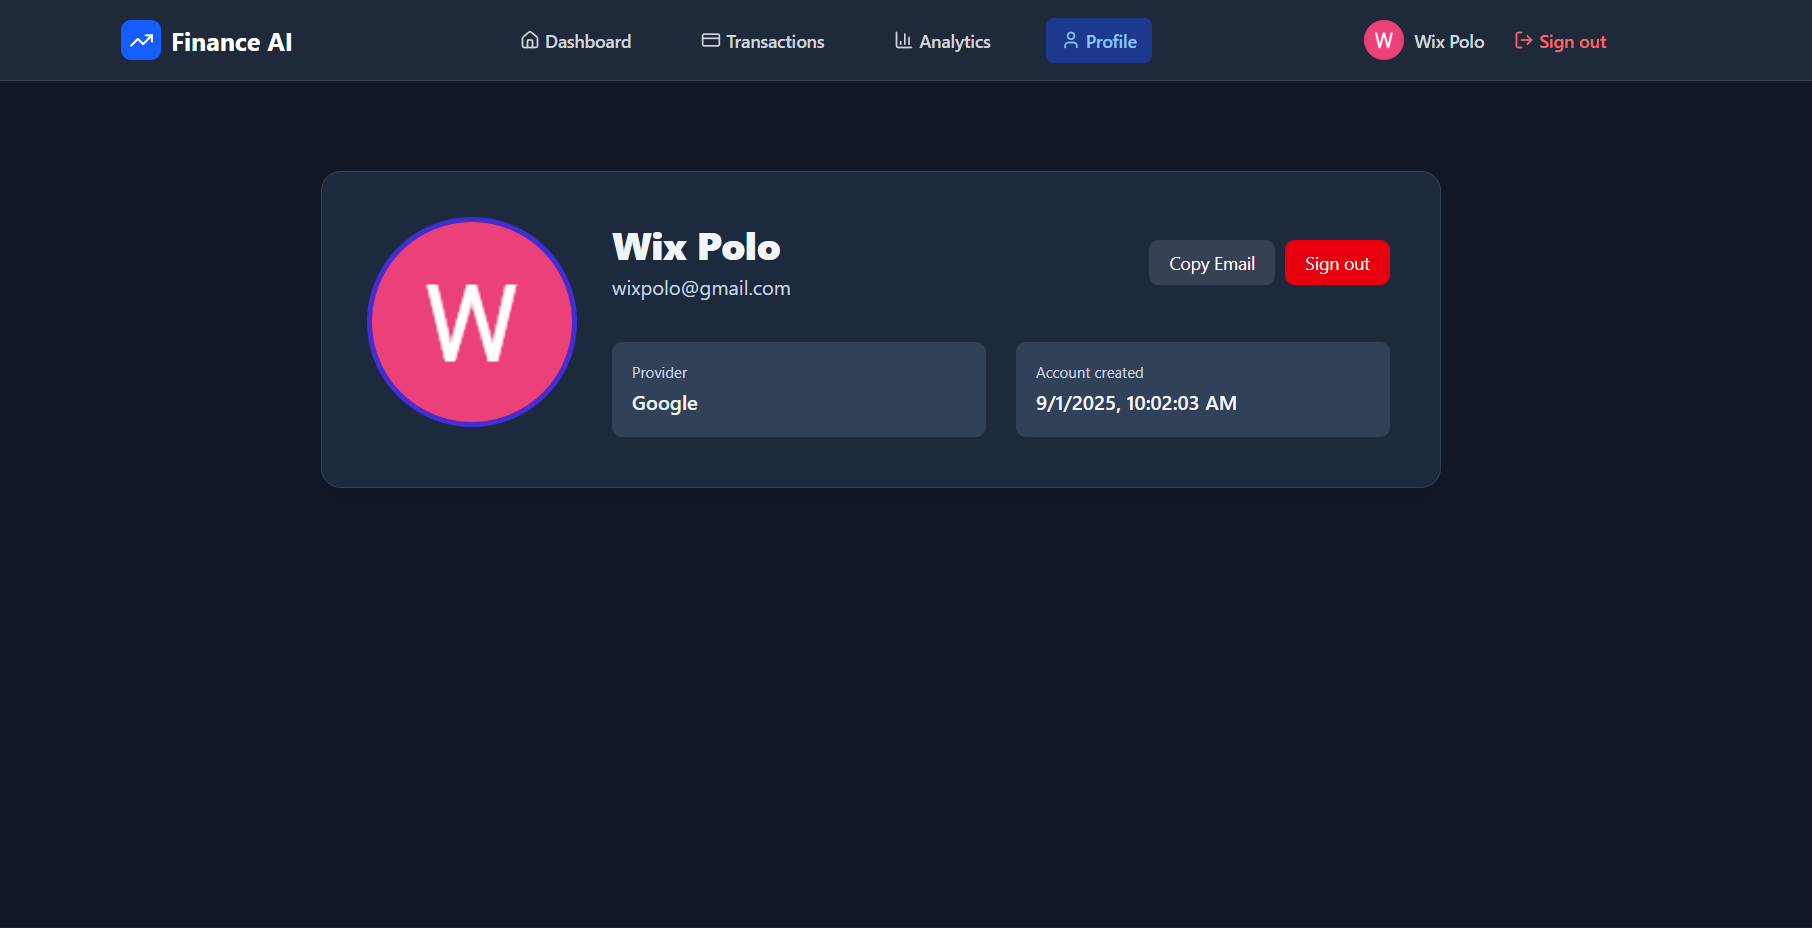 Finance AI
Dashboard
Transactions
Analytics
Profile
W
Wix Polo
Sign out
W
Wix Polo
wixpolo@gmail.com
Copy Email
Sign out
Provider
Google
Account created
9/1/2025, 10:02:03 AM